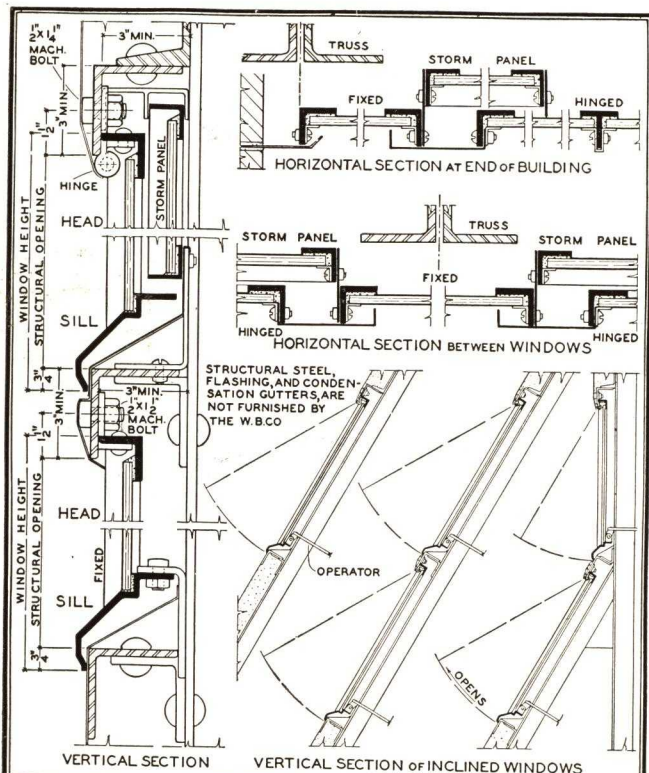 1/2" X 1 1/4"
MACH.
BOLT
3" MIN.
3" MIN.
1 1/2"
HINGE
HEAD
STORM PANEL
WINDOW HEIGHT
STRUCTURAL OPENING
SILL
3/4"
3" MIN.
3" MIN.
1/2" X 1 1/2"
MACH.
BOLT
1 1/2"
HEAD
WINDOW HEIGHT
STRUCTURAL OPENING
FIXED
SILL
3/4"
VERTICAL SECTION
TRUSS
STORM PANEL
FIXED
HINGED
HORIZONTAL SECTION AT END OF BUILDING
TRUSS
STORM PANEL
STORM PANEL
FIXED
HINGED
HINGED
HORIZONTAL SECTION BETWEEN WINDOWS
STRUCTURAL STEEL,
FLASHING, AND CONDEN-
SATION GUTTERS, ARE
NOT FURNISHED BY
THE W.B.CO
OPERATOR
OPENS
VERTICAL SECTION OF INCLINED WINDOWS